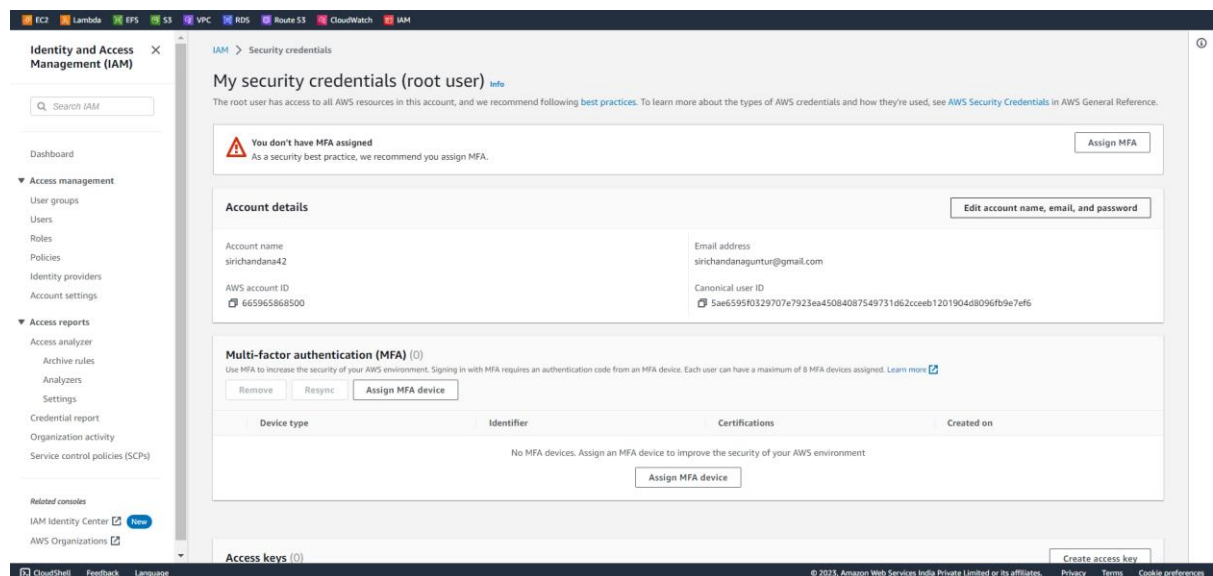 EC2 Lambda EFS S3 VPC RDS Route 53 CloudWatch IAM
Identity and Access
Management (IAM)
Search IAM
Dashboard
Access management
User groups
Users
Roles
Policies
Identity providers
Account settings
Access reports
Access analyzer
Archive rules
Analyzers
Settings
Credential report
Organization activity
Service control policies (SCPs)
Related consoles
IAM Identity Center New
AWS Organizations
IAM > Security credentials
My security credentials (root user) Info
The root user has access to all AWS resources in this account, and we recommend following best practices. To learn more about the types of AWS credentials and how they're used, see AWS Security Credentials in AWS General Reference.
You don't have MFA assigned
As a security best practice, we recommend you assign MFA.
Assign MFA
Account details
Edit account name, email, and password
Account name
sirichandana42
Email address
sirichandanaguntur@gmail.com
AWS account ID
665965868500
Canonical user ID
5ae6595f0329707e7923ea45084087549731d62cceeb1201904d8096fb9e7ef6
Multi-factor authentication (MFA) (0)
Use MFA to increase the security of your AWS environment. Signing in with MFA requires an authentication code from an MFA device. Each user can have a maximum of 8 MFA devices assigned. Learn more
Remove Resync Assign MFA device
Device type Identifier Certifications Created on
No MFA devices. Assign an MFA device to improve the security of your AWS environment
Assign MFA device
Access keys (0)
Create access key
CloudShell Feedback Language
© 2023, Amazon Web Services India Private Limited or its affiliates. Privacy Terms Cookie preferences